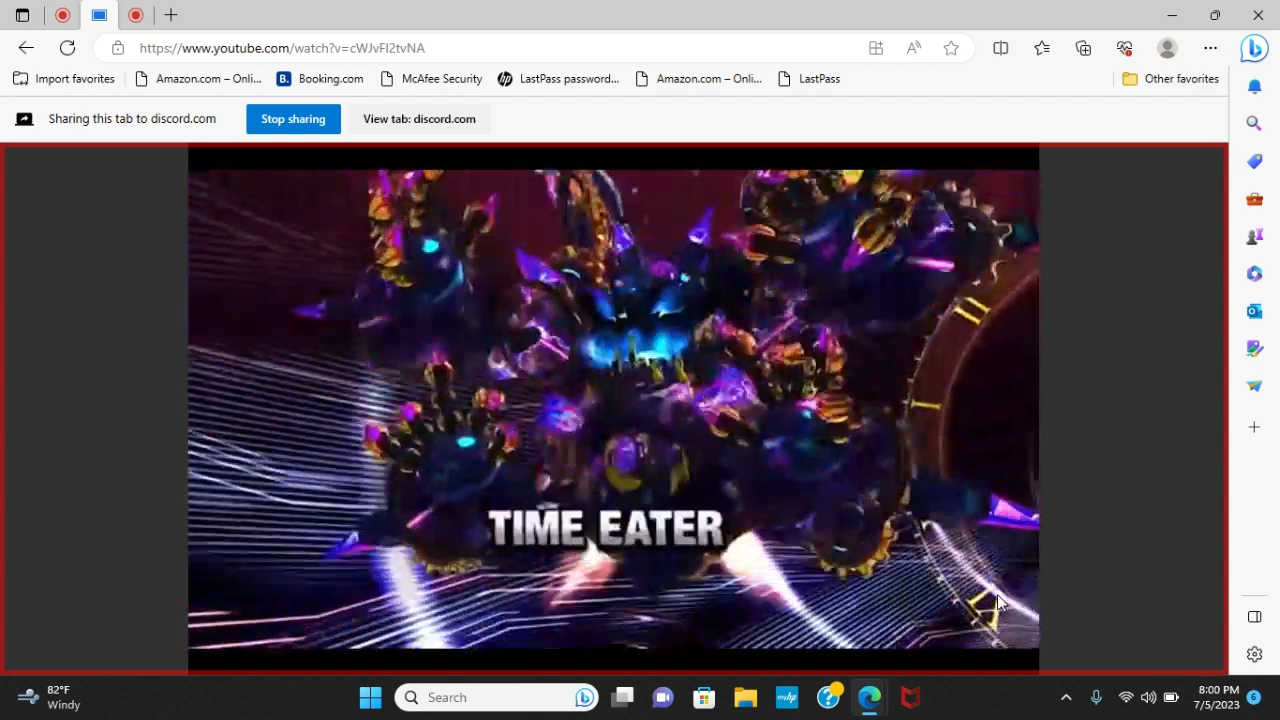 https://www.youtube.com/watch?v=cWJvFI2tvNA
Import favorites
Amazon.com – Onli...
Booking.com
McAfee Security
LastPass password...
Amazon.com – Onli...
LastPass
Other favorites
Sharing this tab to discord.com
Stop sharing
View tab: discord.com
TIME EATER
82°F
Windy
Search
8:00 PM
7/5/2023
6